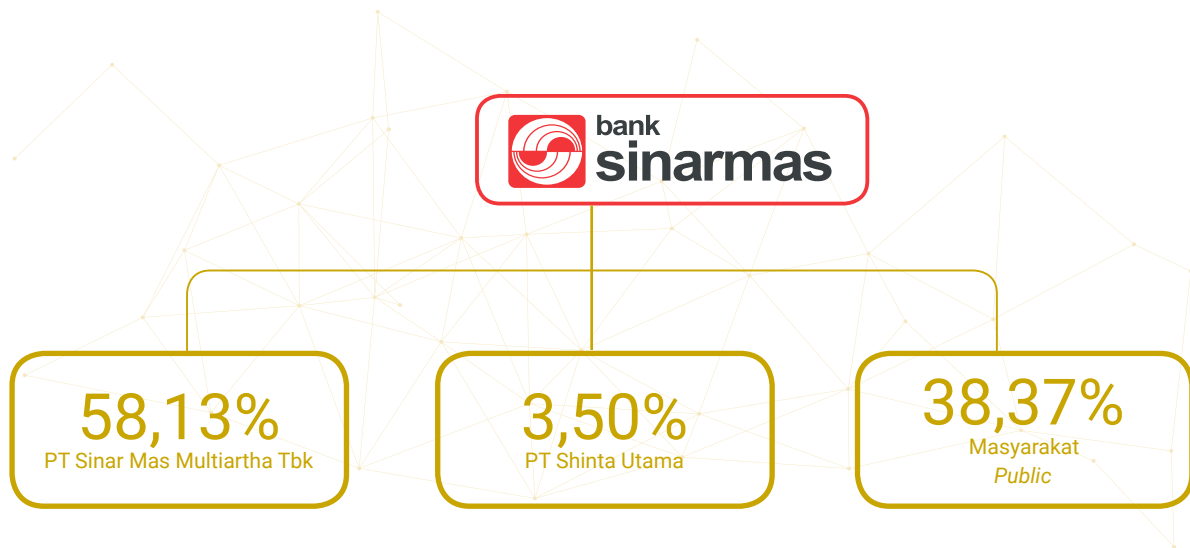 bank
sinarmas
58,13%
PT Sinar Mas Multiartha Tbk
3,50%
PT Shinta Utama
38,37%
Masyarakat
Public